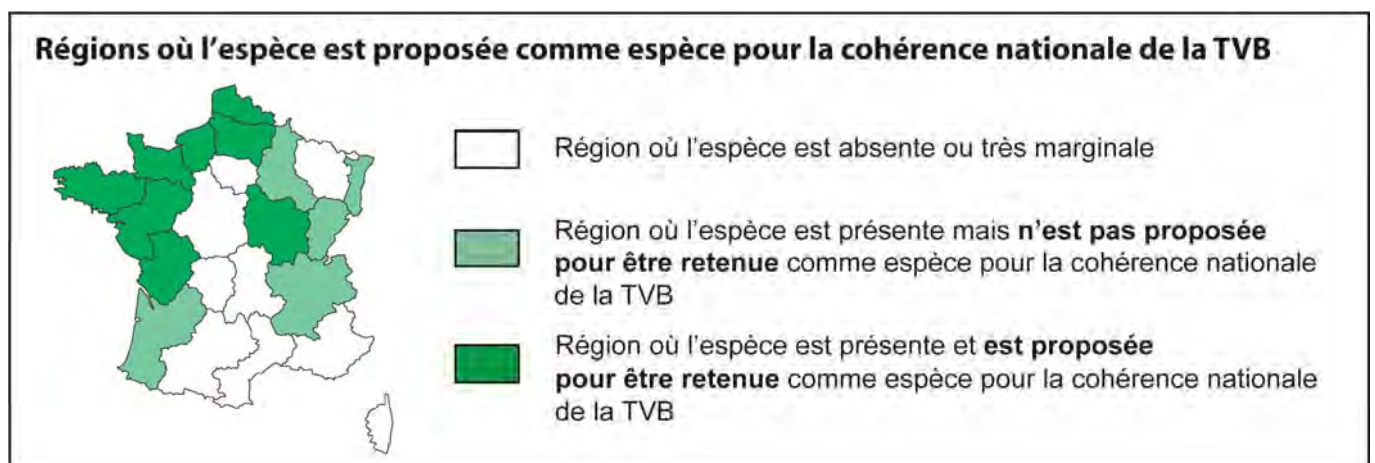 Régions où l'espèce est proposée comme espèce pour la cohérence nationale de la TVB
Région où l'espèce est absente ou très marginale
Région où l'espèce est présente mais n'est pas proposée
pour être retenue comme espèce pour la cohérence nationale
de la TVB
Région où l'espèce est présente et est proposée
pour être retenue comme espèce pour la cohérence nationale
de la TVB